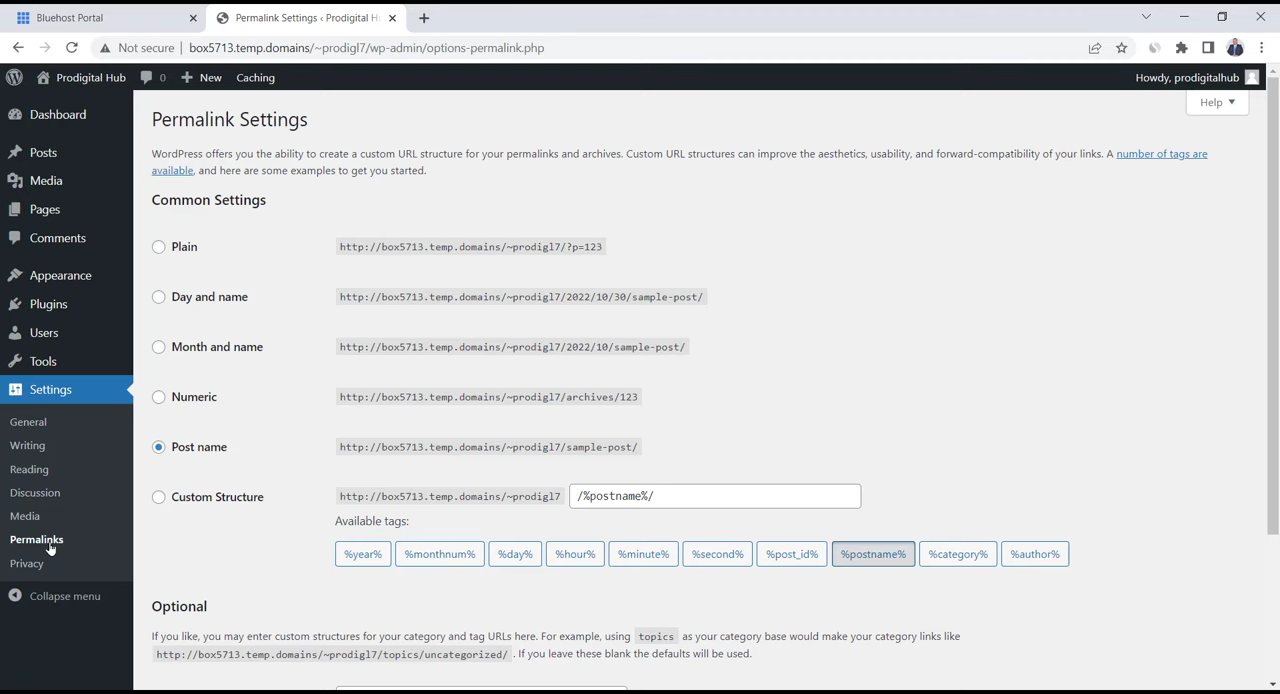 Bluehost Portal
Permalink Settings ‹ Prodigital H
Not secure | box5713.temp.domains/~prodigl7/wp-admin/options-permalink.php
Prodigital Hub 0 New Caching Howdy, prodigitalhub
Help
Dashboard
Posts
Media
Pages
Comments
Appearance
Plugins
Users
Tools
Settings
General
Writing
Reading
Discussion
Media
Permalinks
Privacy
Collapse menu
Permalink Settings
WordPress offers you the ability to create a custom URL structure for your permalinks and archives. Custom URL structures can improve the aesthetics, usability, and forward-compatibility of your links. A number of tags are
available, and here are some examples to get you started.
Common Settings
Plain http://box5713.temp.domains/~prodigl7/?p=123
Day and name http://box5713.temp.domains/~prodigl7/2022/10/30/sample-post/
Month and name http://box5713.temp.domains/~prodigl7/2022/10/sample-post/
Numeric http://box5713.temp.domains/~prodigl7/archives/123
Post name http://box5713.temp.domains/~prodigl7/sample-post/
Custom Structure http://box5713.temp.domains/~prodigl7 /%postname%/
Available tags:
%year% %monthnum% %day% %hour% %minute% %second% %post_id% %postname% %category% %author%
Optional
If you like, you may enter custom structures for your category and tag URLs here. For example, using topics as your category base would make your category links like
http://box5713.temp.domains/~prodigl7/topics/uncategorized/ . If you leave these blank the defaults will be used.